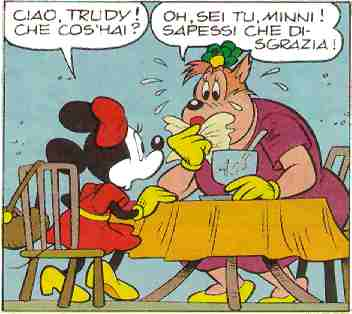 CIAO, TRUDY!
CHE COS'HAI?
OH, SEI TU, MINNI!
SAPESSI CHE DI-
SGRAZIA!